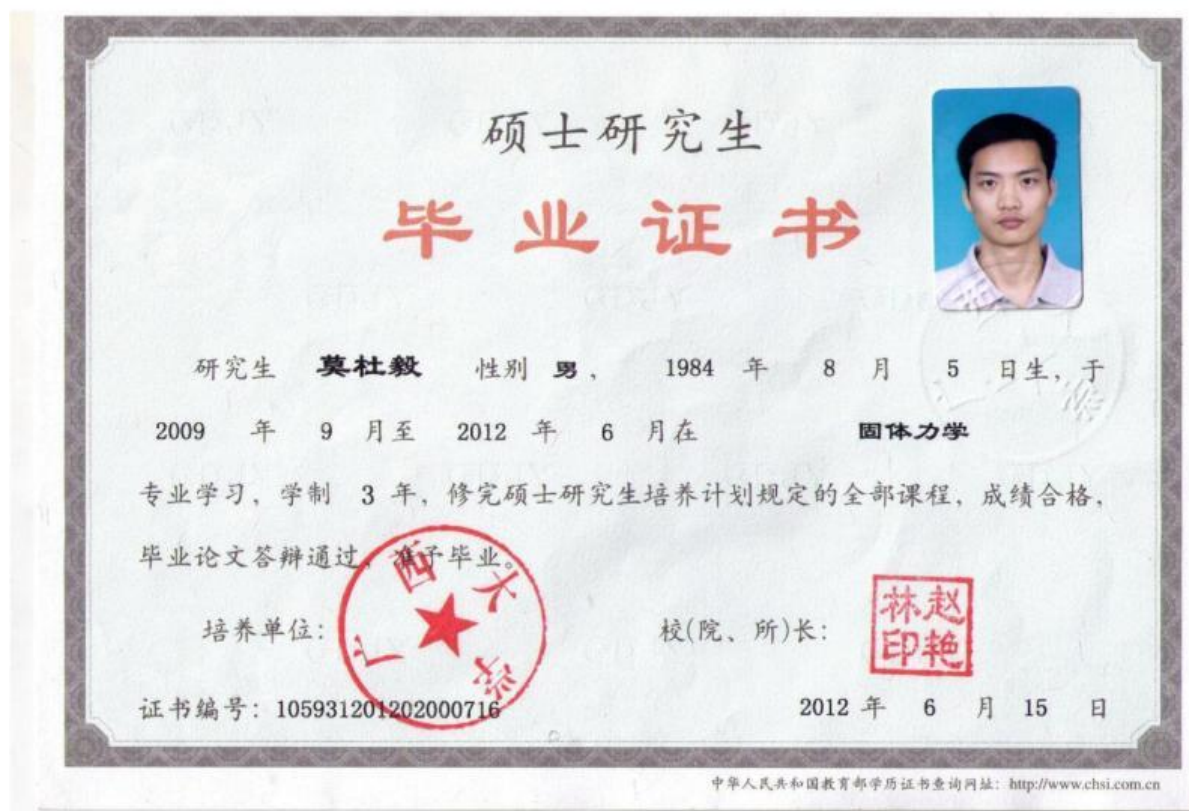 硕士研究生
毕业证书
研究生 莫杜毅 性别 男、 1984 年 8 月 5 日生，于
2009 年 9 月至 2012 年 6 月在 固体力学
专业学习，学制 3 年，修完硕士研究生培养计划规定的全部课程，成绩合格，
毕业论文答辩通过，准予毕业。
广西大学
培养单位： 校(院、所)长：
赵艳林印
证书编号：105931201202000716 2012 年 6 月 15 日
中华人民共和国教育部学历证书查询网址：http://www.chsi.com.cn